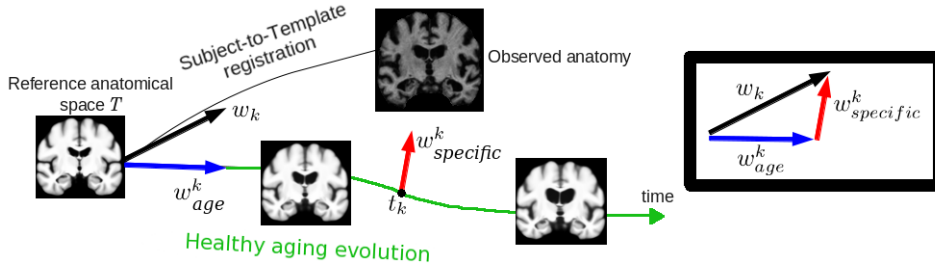 Subject-to-Template
registration
Observed anatomy
Reference anatomical
space T
w_k
w^k_specific
w^k_age
t_k
time
Healthy aging evolution
w_k
w^k_specific
w^k_age